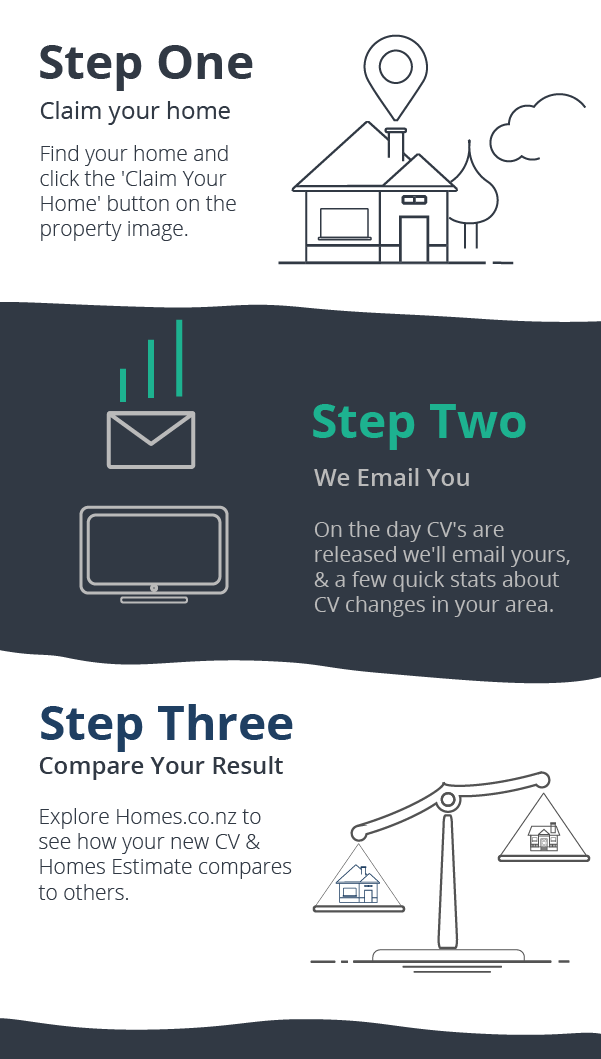 Step One
Claim your home
Find your home and
click the 'Claim Your
Home' button on the
property image.
Step Two
We Email You
On the day CV's are
released we'll email yours,
& a few quick stats about
CV changes in your area.
Step Three
Compare Your Result
Explore Homes.co.nz to
see how your new CV &
Homes Estimate compares
to others.